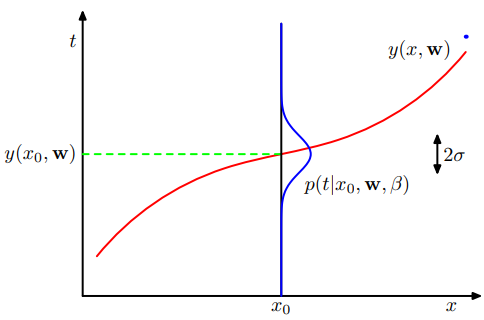 t
y(x, w)
y(x₀, w)
2σ
p(t|x₀, w, β)
x₀
x